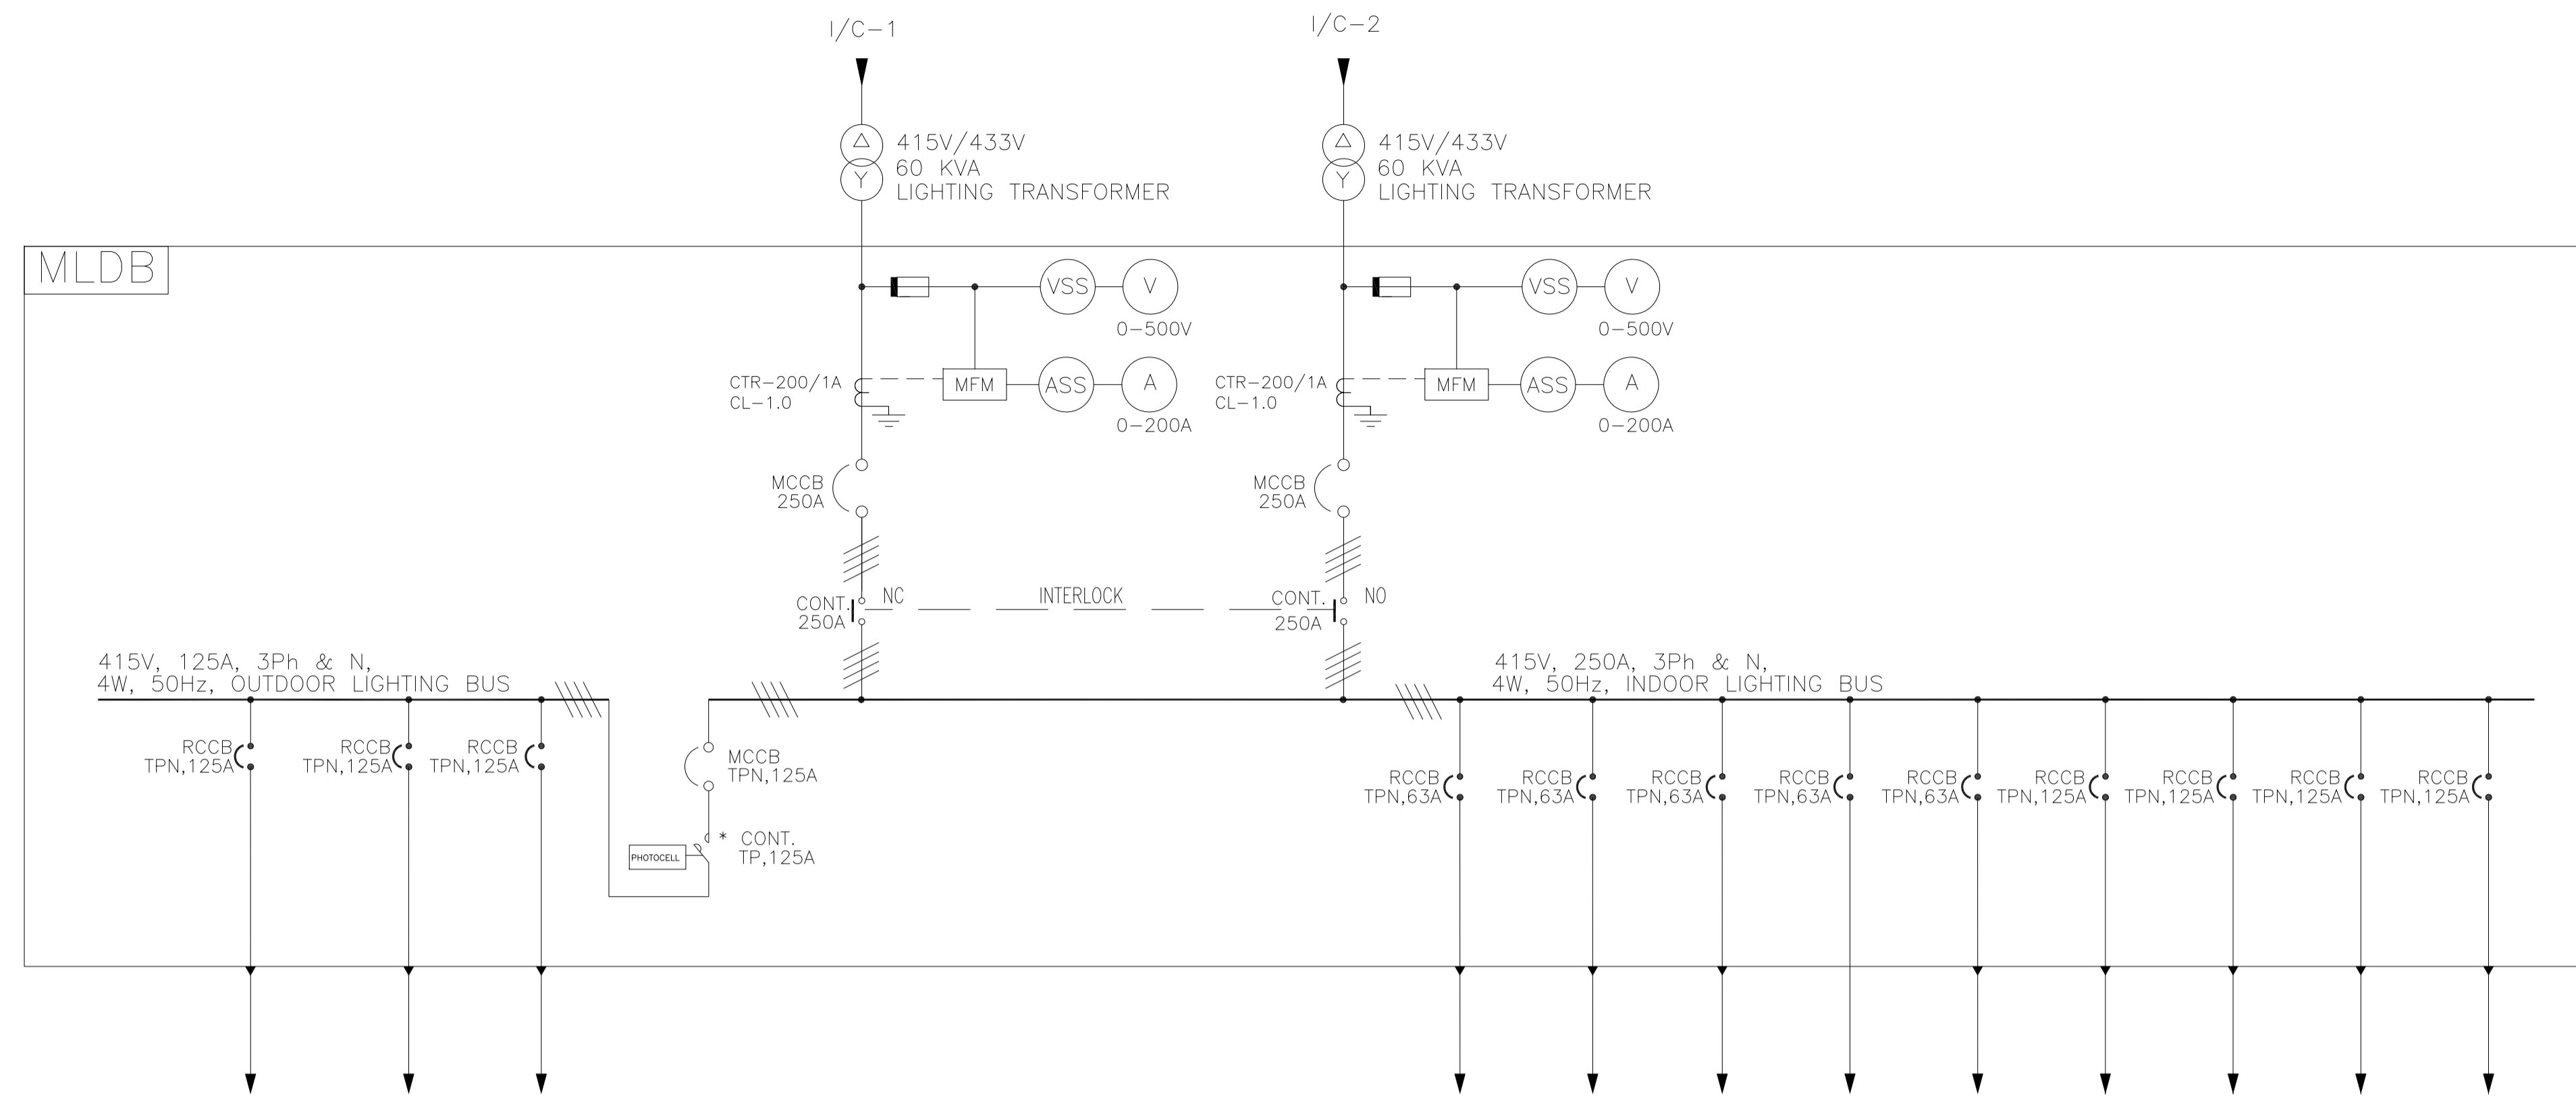 I/C-1
I/C-2
415V/433V
60 KVA
LIGHTING TRANSFORMER
415V/433V
60 KVA
LIGHTING TRANSFORMER
MLDB
VSS
V
0-500V
VSS
V
0-500V
CTR-200/1A
CL-1.0
MFM
ASS
A
0-200A
CTR-200/1A
CL-1.0
MFM
ASS
A
0-200A
MCCB
250A
MCCB
250A
CONT.
250A
NC
INTERLOCK
CONT.
250A
NO
415V, 125A, 3Ph & N,
4W, 50Hz, OUTDOOR LIGHTING BUS
415V, 250A, 3Ph & N,
4W, 50Hz, INDOOR LIGHTING BUS
RCCB
TPN,125A
RCCB
TPN,125A
RCCB
TPN,125A
MCCB
TPN,125A
* CONT.
TP,125A
PHOTOCELL
RCCB
TPN,63A
RCCB
TPN,63A
RCCB
TPN,63A
RCCB
TPN,63A
RCCB
TPN,63A
RCCB
TPN,125A
RCCB
TPN,125A
RCCB
TPN,125A
RCCB
TPN,125A